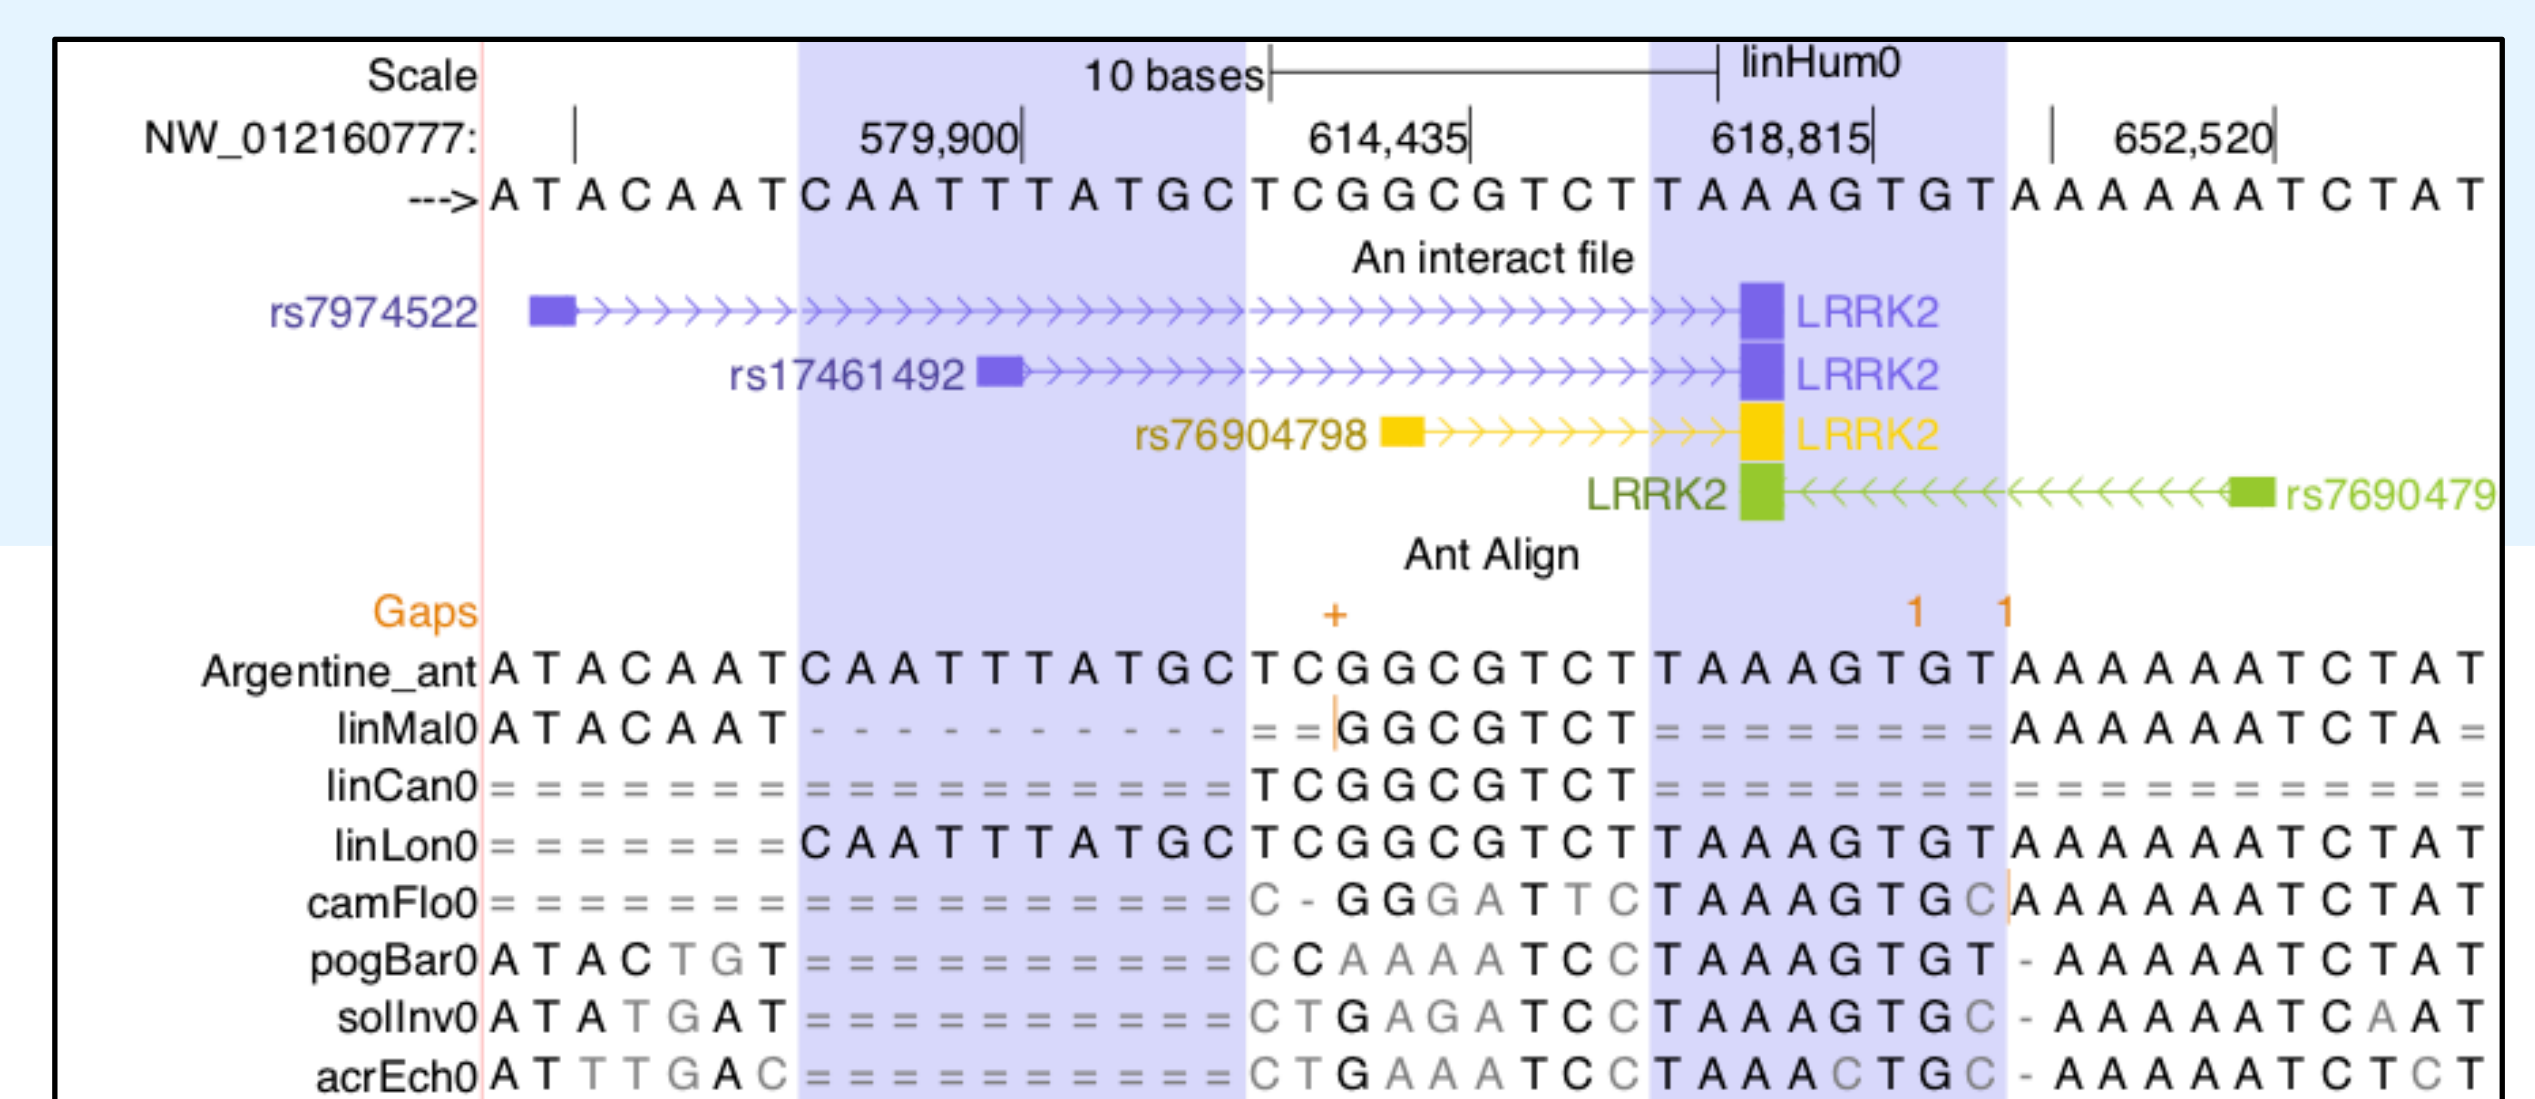 Scale 10 bases linHum0
NW_012160777: 579,900 614,435 618,815 652,520
---> A T A C A A T C A A T T T A T G C T C G G C G T C T T A A A G T G T A A A A A A T C T A T
An interact file
rs7974522 LRRK2
rs17461492 LRRK2
rs76904798 LRRK2
LRRK2 rs7690479
Ant Align
Gaps + 1 1
Argentine_ant A T A C A A T C A A T T T A T G C T C G G C G T C T T A A A G T G T A A A A A A T C T A T
linMal0 A T A C A A T - - - - - - - - - - = = G G C G T C T = = = = = = = = A A A A A A T C T A =
linCan0 = = = = = = = = = = = = = = = = = T C G G C G T C T = = = = = = = = = = = = = = = = = = =
linLon0 = = = = = = = C A A T T T A T G C T C G G C G T C T T A A A G T G T A A A A A A T C T A T
camFlo0 = = = = = = = = = = = = = = = = = C - G G G A T T C T A A A G T G C A A A A A A T C T A T
pogBar0 A T A C T G T = = = = = = = = = = C C A A A A T C C T A A A G T G T - A A A A A T C T A T
solInv0 A T A T G A T = = = = = = = = = = C T G A G A T C C T A A A G T G C - A A A A A T C A A T
acrEch0 A T T T G A C = = = = = = = = = = C T G A A A T C C T A A A C T G C - A A A A A T C T C T